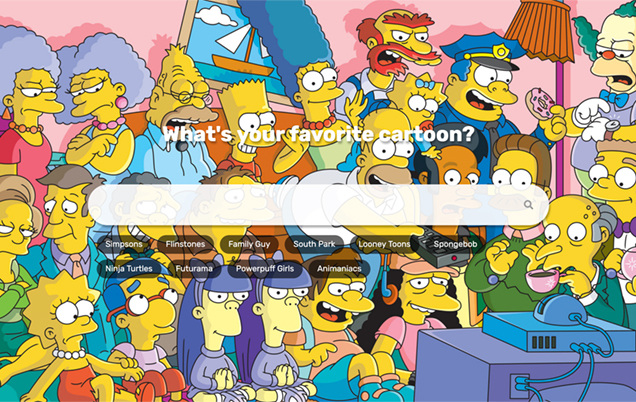 What's your favorite cartoon?
Simpsons Flinstones Family Guy South Park Looney Toons Spongebob
Ninja Turtles Futurama Powerpuff Girls Animaniacs